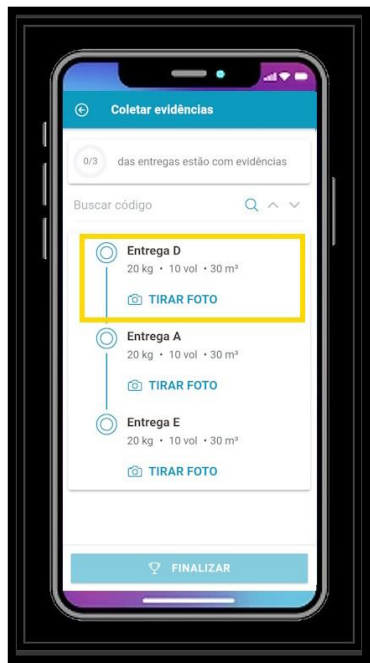 Coletar evidências
0/3 das entregas estão com evidências
Buscar código
Entrega D
20 kg • 10 vol • 30 m³
TIRAR FOTO
Entrega A
20 kg • 10 vol • 30 m³
TIRAR FOTO
Entrega E
20 kg • 10 vol • 30 m³
TIRAR FOTO
FINALIZAR